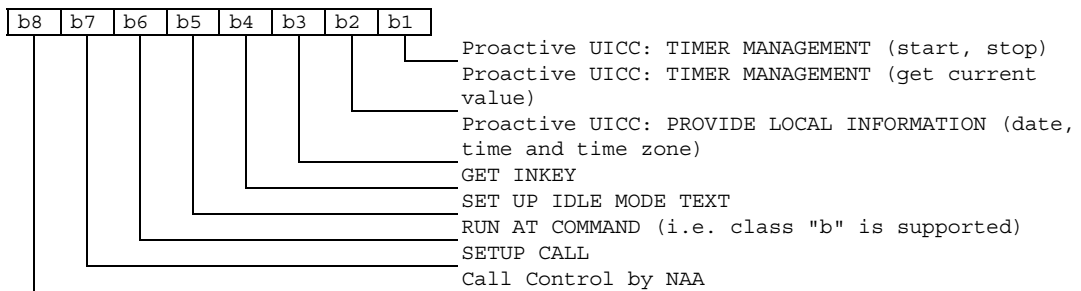 b8 b7 b6 b5 b4 b3 b2 b1
Proactive UICC: TIMER MANAGEMENT (start, stop)
Proactive UICC: TIMER MANAGEMENT (get current
value)
Proactive UICC: PROVIDE LOCAL INFORMATION (date,
time and time zone)
GET INKEY
SET UP IDLE MODE TEXT
RUN AT COMMAND (i.e. class "b" is supported)
SETUP CALL
Call Control by NAA